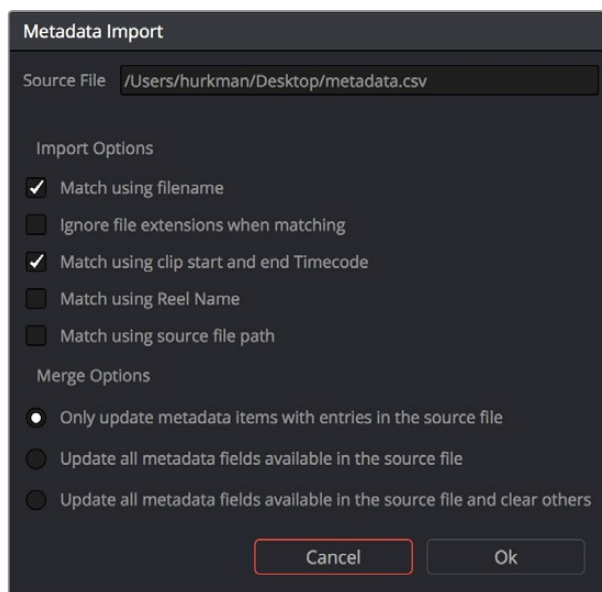 Metadata Import
Source File /Users/hurkman/Desktop/metadata.csv
Import Options
Match using filename
Ignore file extensions when matching
Match using clip start and end Timecode
Match using Reel Name
Match using source file path
Merge Options
Only update metadata items with entries in the source file
Update all metadata fields available in the source file
Update all metadata fields available in the source file and clear others
Cancel Ok